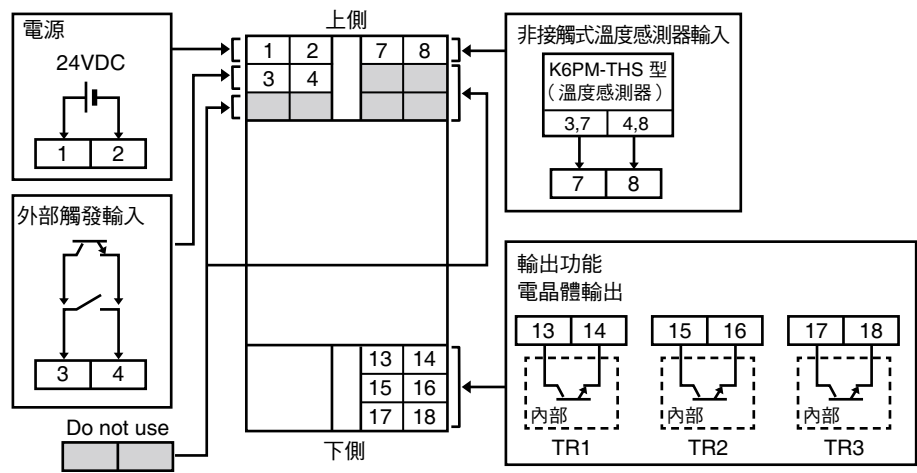 電源
24VDC
1 2
外部觸發輸入
3 4
Do not use
上側
1 2 7 8
3 4
13 14
15 16
17 18
下側
非接觸式溫度感測器輸入
K6PM-THS 型
（溫度感測器）
3,7 4,8
7 8
輸出功能
電晶體輸出
13 14 15 16 17 18
內部 內部 內部
TR1 TR2 TR3